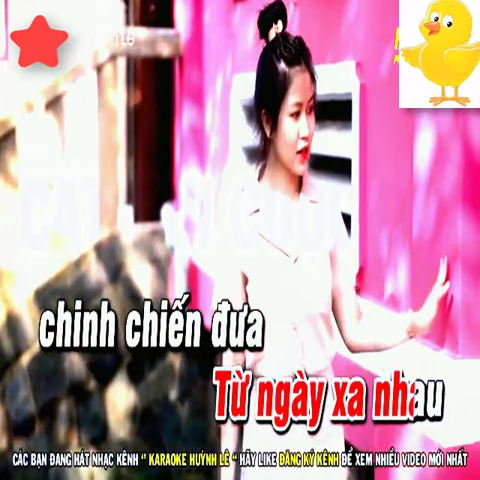 chinh chiến đưa
Từ ngày xa nhau
CÁC BẠN ĐANG HÁT NHẠC KÊNH " KARAOKE HUỲNH LÊ " HÃY LIKE ĐĂNG KÝ KÊNH ĐỂ XEM NHIỀU VIDEO MỚI NHẤT